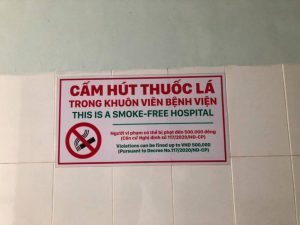 CẤM HÚT THUỐC LÁ
TRONG KHUÔN VIÊN BỆNH VIỆN
THIS IS A SMOKE-FREE HOSPITAL
Người vi phạm có thể bị phạt đến 500.000 đồng
(Căn cứ Nghị định số 117/2020/NĐ-CP)
Violations can be fined up to VND 500,000
(Pursuant to Decree No.117/2020/NĐ-CP)